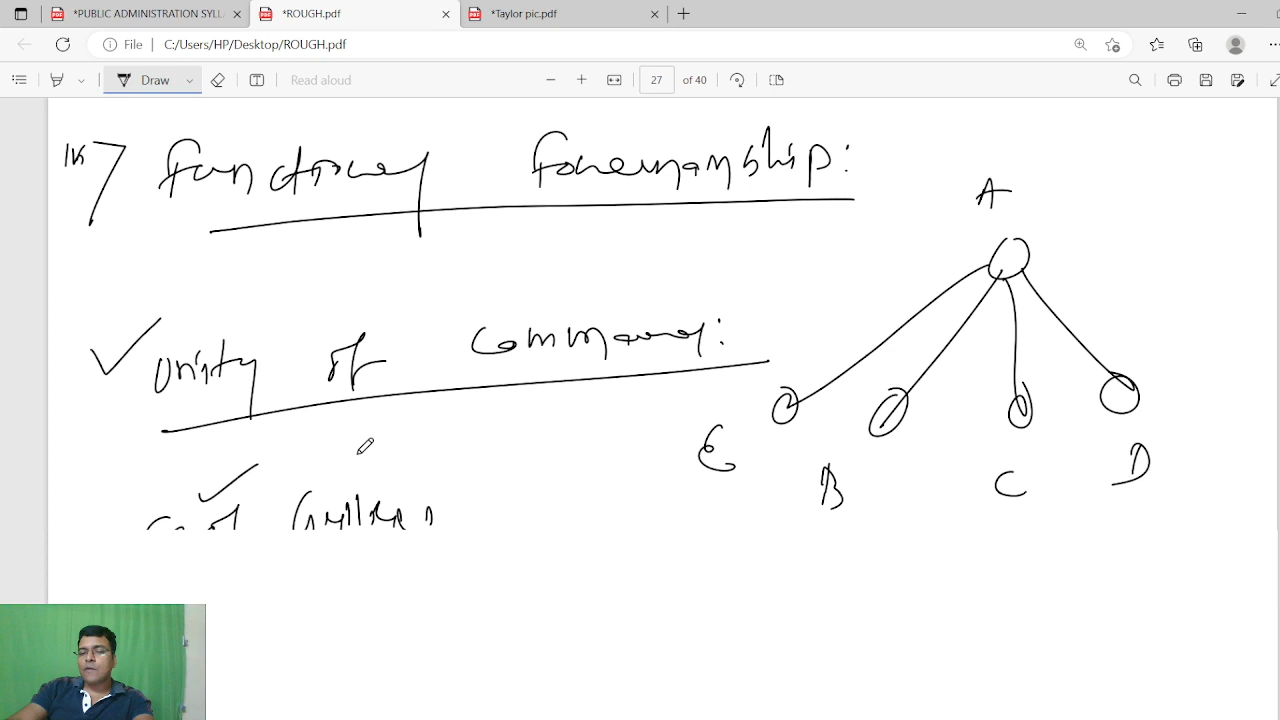 *PUBLIC ADMINISTRATION SYLLA
*ROUGH.pdf
*Taylor pic.pdf
File
C:/Users/HP/Desktop/ROUGH.pdf
Draw
Read aloud
27 of 40
Functional Foremanship:
A
Unity of Command:
E
B
C
D